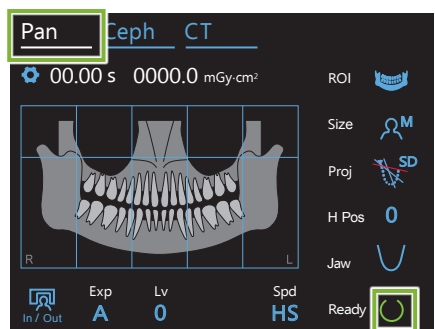 Pan Ceph CT
00.00 s 0000.0 mGy·cm²
ROI
Size M
Proj SD
H Pos 0
R L
Jaw
In / Out
Exp Lv Spd
A 0 HS
Ready